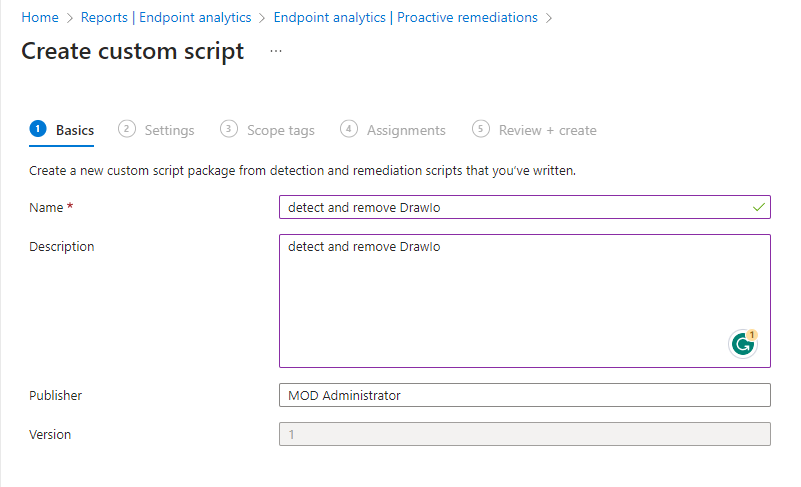 Home > Reports | Endpoint analytics > Endpoint analytics | Proactive remediations >
Create custom script ...
1 Basics 2 Settings 3 Scope tags 4 Assignments 5 Review + create
Create a new custom script package from detection and remediation scripts that you've written.
Name * detect and remove DrawIo
Description detect and remove DrawIo
1
Publisher MOD Administrator
Version 1